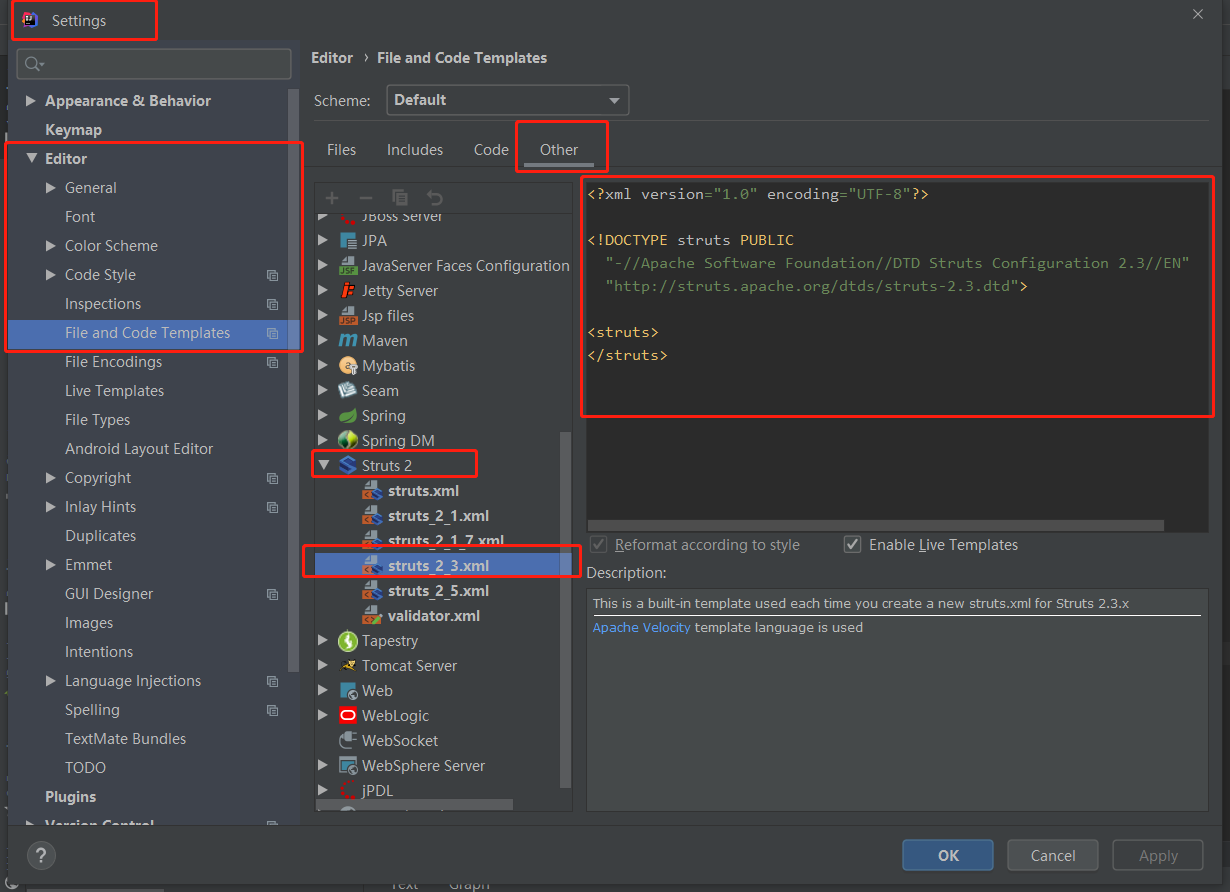 Settings
Appearance & Behavior
Keymap
Editor
General
Font
Color Scheme
Code Style
Inspections
File and Code Templates
File Encodings
Live Templates
File Types
Android Layout Editor
Copyright
Inlay Hints
Duplicates
Emmet
GUI Designer
Images
Intentions
Language Injections
Spelling
TextMate Bundles
TODO
Plugins
Version Control
Editor › File and Code Templates
Scheme: Default
Files Includes Code Other
JBoss Server
JPA
JavaServer Faces Configuration
Jetty Server
Jsp files
Maven
Mybatis
Seam
Spring
Spring DM
Struts 2
struts.xml
struts_2_1.xml
struts_2_1_7.xml
struts_2_3.xml
struts_2_5.xml
validator.xml
Tapestry
Tomcat Server
Web
WebLogic
WebSocket
WebSphere Server
jPDL
<?xml version="1.0" encoding="UTF-8"?>
<!DOCTYPE struts PUBLIC
"-//Apache Software Foundation//DTD Struts Configuration 2.3//EN"
"http://struts.apache.org/dtds/struts-2.3.dtd">
<struts>
</struts>
Reformat according to style Enable Live Templates
Description:
This is a built-in template used each time you create a new struts.xml for Struts 2.3.x
Apache Velocity template language is used
? OK Cancel Apply
Text Graph